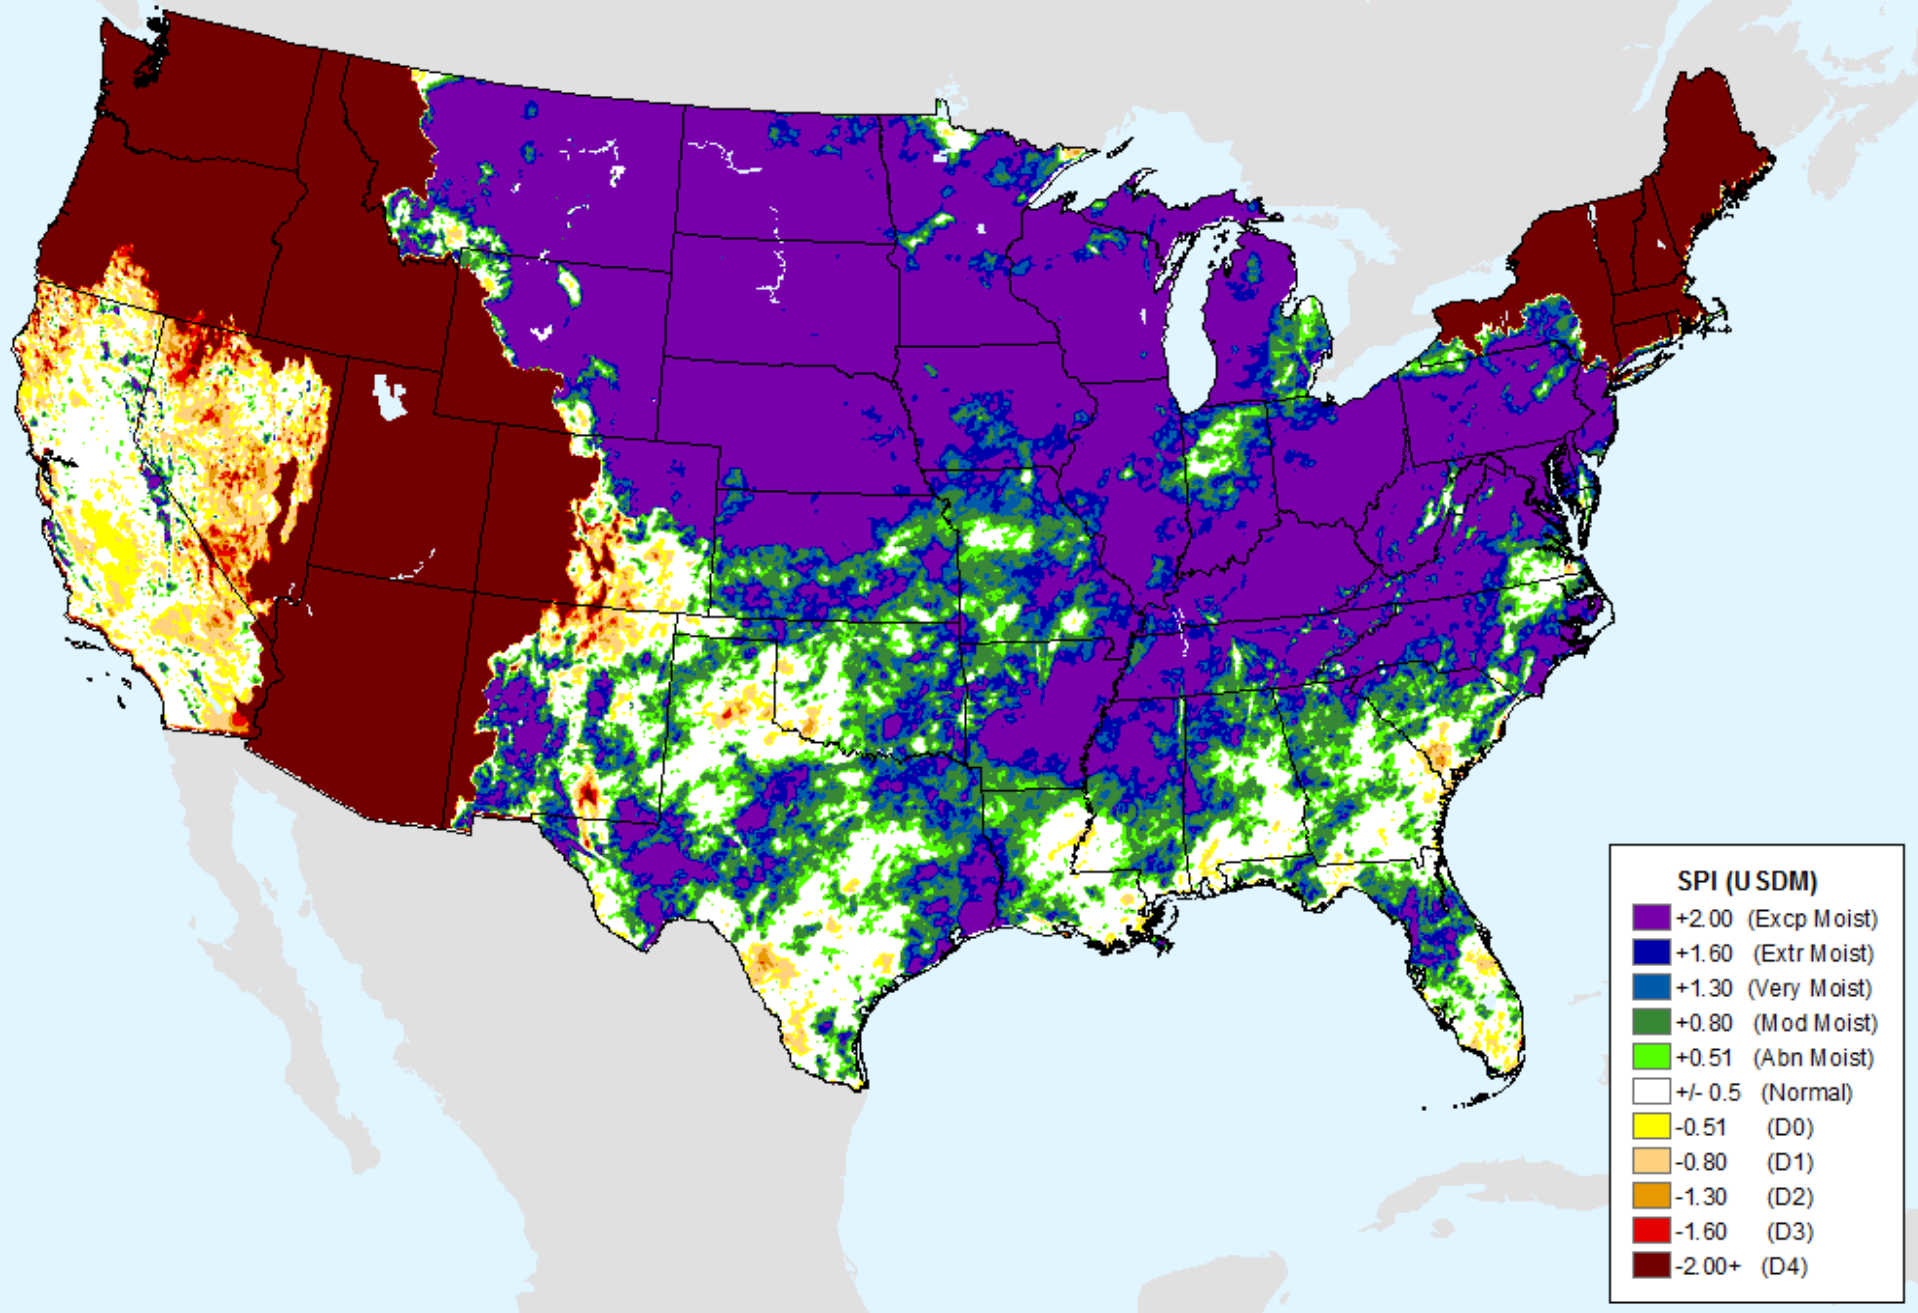 SPI (USDM)
+2.00 (Excp Moist)
+1.60 (Extr Moist)
+1.30 (Very Moist)
+0.80 (Mod Moist)
+0.51 (Abn Moist)
+/- 0.5 (Normal)
-0.51 (D0)
-0.80 (D1)
-1.30 (D2)
-1.60 (D3)
-2.00+ (D4)